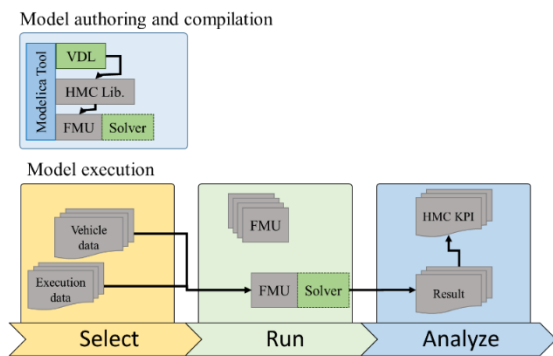 Model authoring and compilation
Modelica Tool
VDL
HMC Lib.
FMU
Solver
Model execution
Vehicle
data
Execution
data
FMU
FMU
Solver
HMC KPI
Result
Select
Run
Analyze